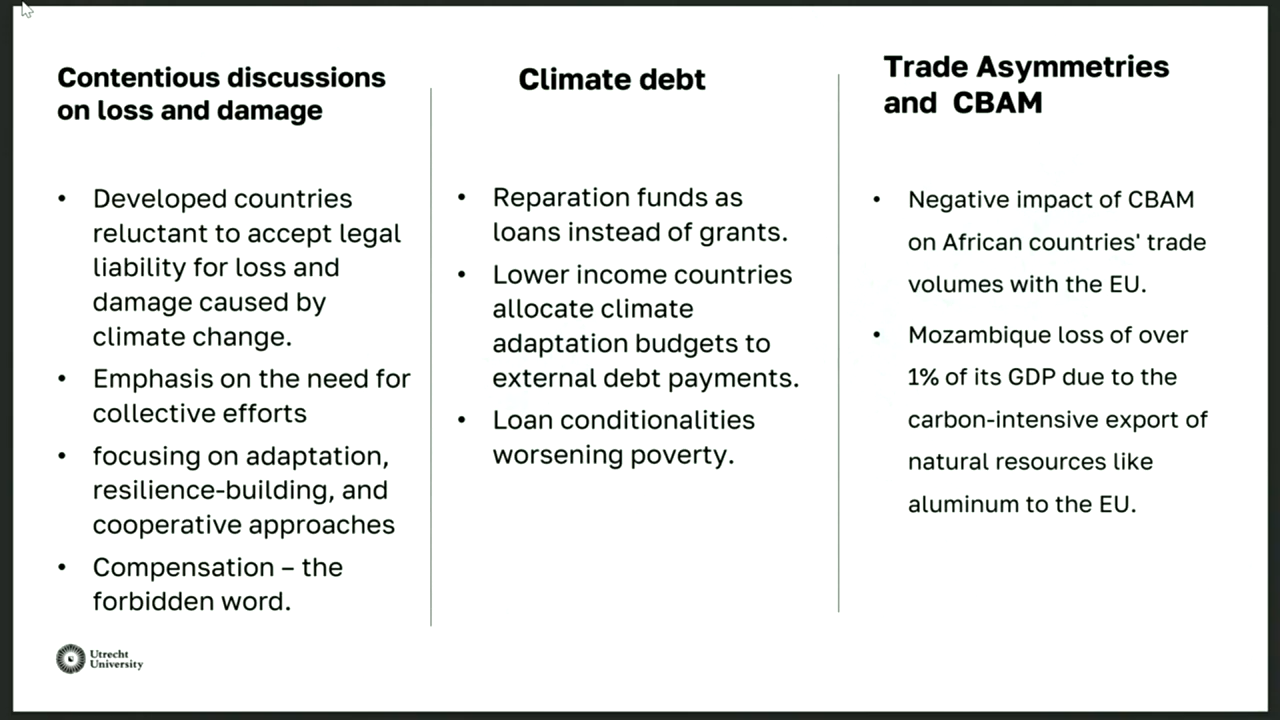 Contentious discussions
on loss and damage
• Developed countries
reluctant to accept legal
liability for loss and
damage caused by
climate change.
• Emphasis on the need for
collective efforts
• focusing on adaptation,
resilience-building, and
cooperative approaches
• Compensation – the
forbidden word.
Climate debt
• Reparation funds as
loans instead of grants.
• Lower income countries
allocate climate
adaptation budgets to
external debt payments.
• Loan conditionalities
worsening poverty.
Trade Asymmetries
and CBAM
• Negative impact of CBAM
on African countries' trade
volumes with the EU.
• Mozambique loss of over
1% of its GDP due to the
carbon-intensive export of
natural resources like
aluminum to the EU.
Utrecht
University